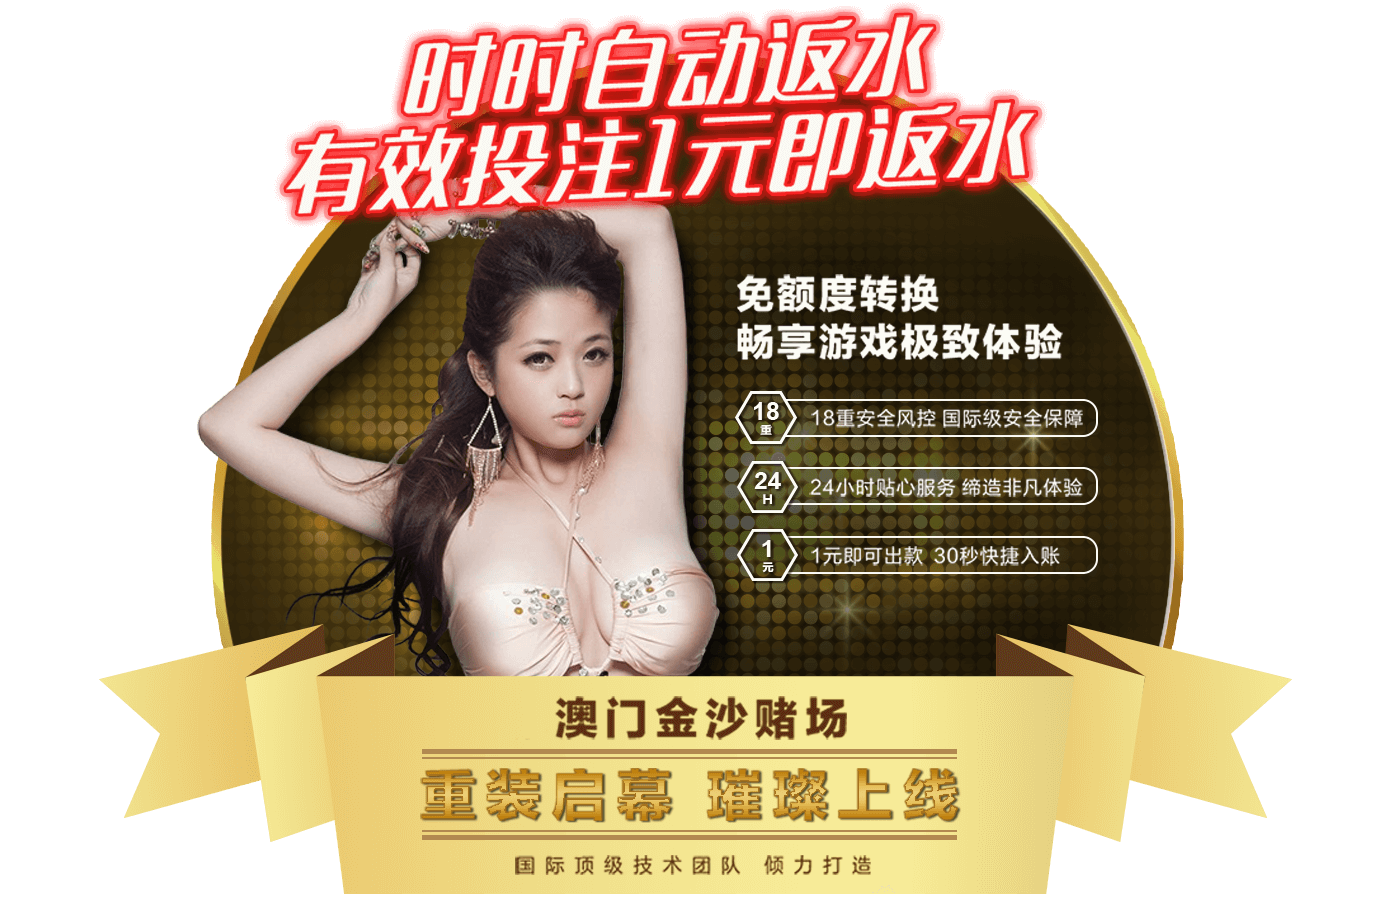 时时自动返水
有效投注1元即返水
免额度转换
畅享游戏极致体验
18重
18重安全风控 国际级安全保障
24H
24小时贴心服务 缔造非凡体验
1元
1元即可出款 30秒快捷入账
澳门金沙赌场
重装启幕 璀璨上线
国际顶级技术团队 倾力打造